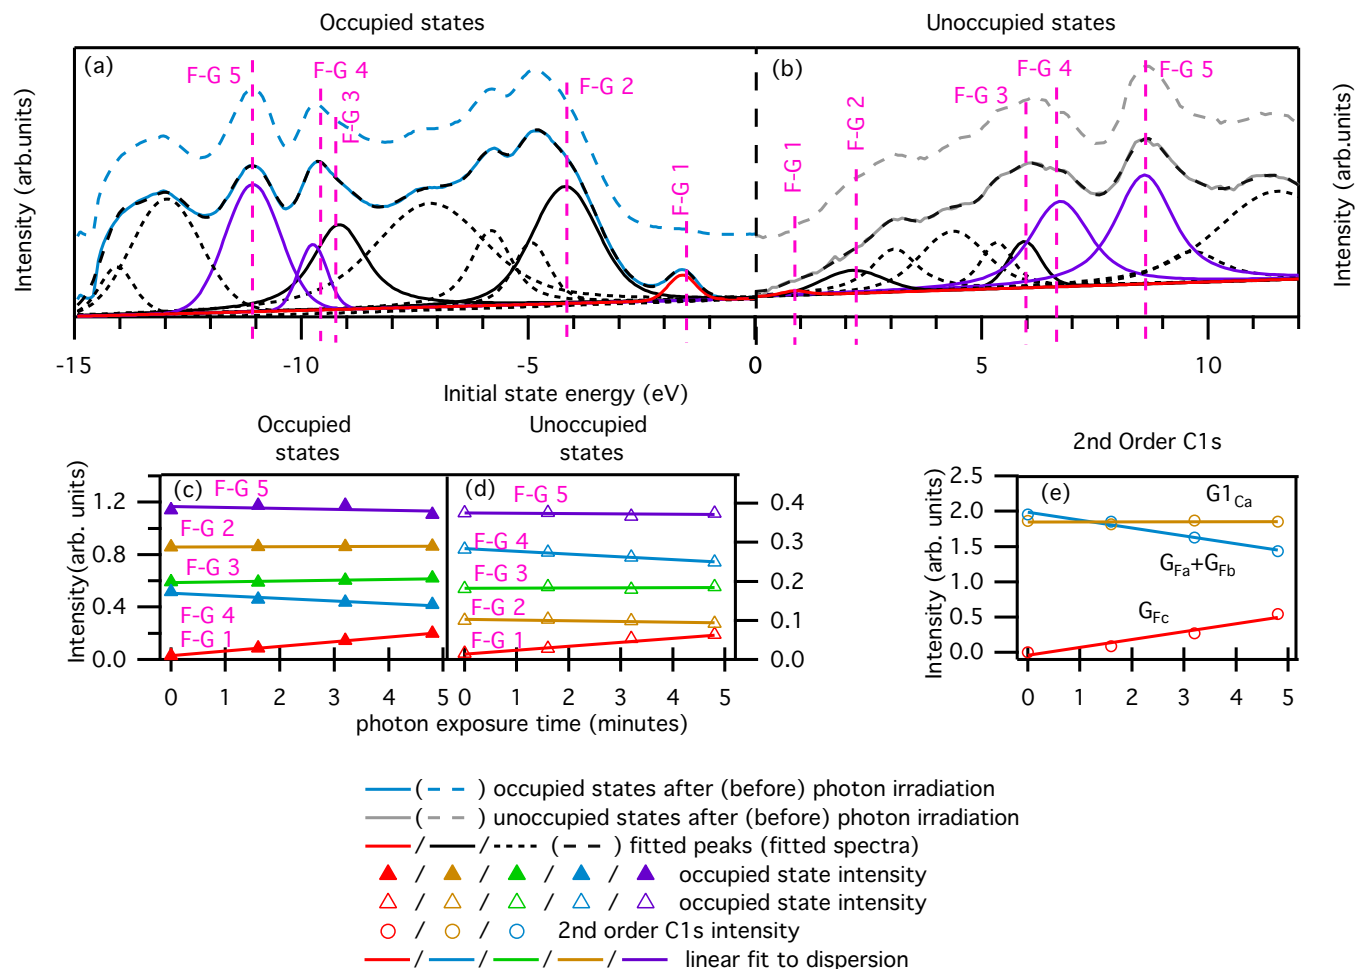 Occupied states
Unoccupied states
Intensity (arb.units)
(a)
F-G 5
F-G 4
F-G 3
F-G 2
F-G 1
(b)
F-G 1
F-G 2
F-G 3
F-G 4
F-G 5
Intensity (arb.units)
-15
-10
-5
0
5
10
Initial state energy (eV)
Occupied
states
Unoccupied
states
Intensity(arb. units)
1.2
0.8
0.4
0.0
(c)
F-G 5
F-G 2
F-G 3
F-G 4
F-G 1
0 1 2 3 4 5
(d)
F-G 5
F-G 4
F-G 3
F-G 2
F-G 1
0.4
0.3
0.2
0.1
0.0
0 1 2 3 4 5
photon exposure time (minutes)
2nd Order C1s
Intensity (arb. units)
2.5
2.0
1.5
1.0
0.5
0.0
(e)
G1Ca
GFa+GFb
GFc
0 1 2 3 4 5
( ) occupied states after (before) photon irradiation
( ) unoccupied states after (before) photon irradiation
/ / ( ) fitted peaks (fitted spectra)
/ / / / occupied state intensity
/ / / / occupied state intensity
/ / 2nd order C1s intensity
/ / / / linear fit to dispersion